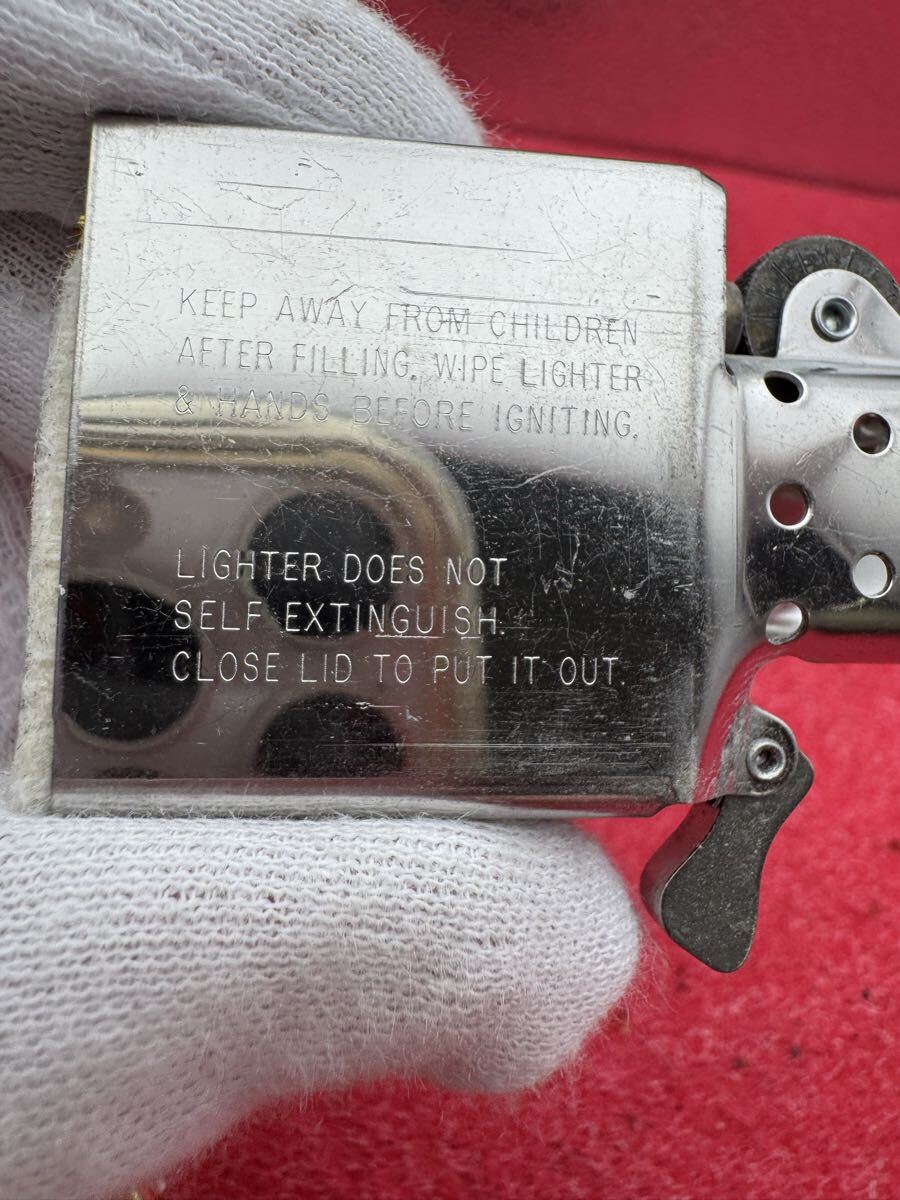 KEEP AWAY FROM CHILDREN
AFTER FILLING, WIPE LIGHTER
& HANDS BEFORE IGNITING.
LIGHTER DOES NOT
SELF EXTINGUISH.
CLOSE LID TO PUT IT OUT.